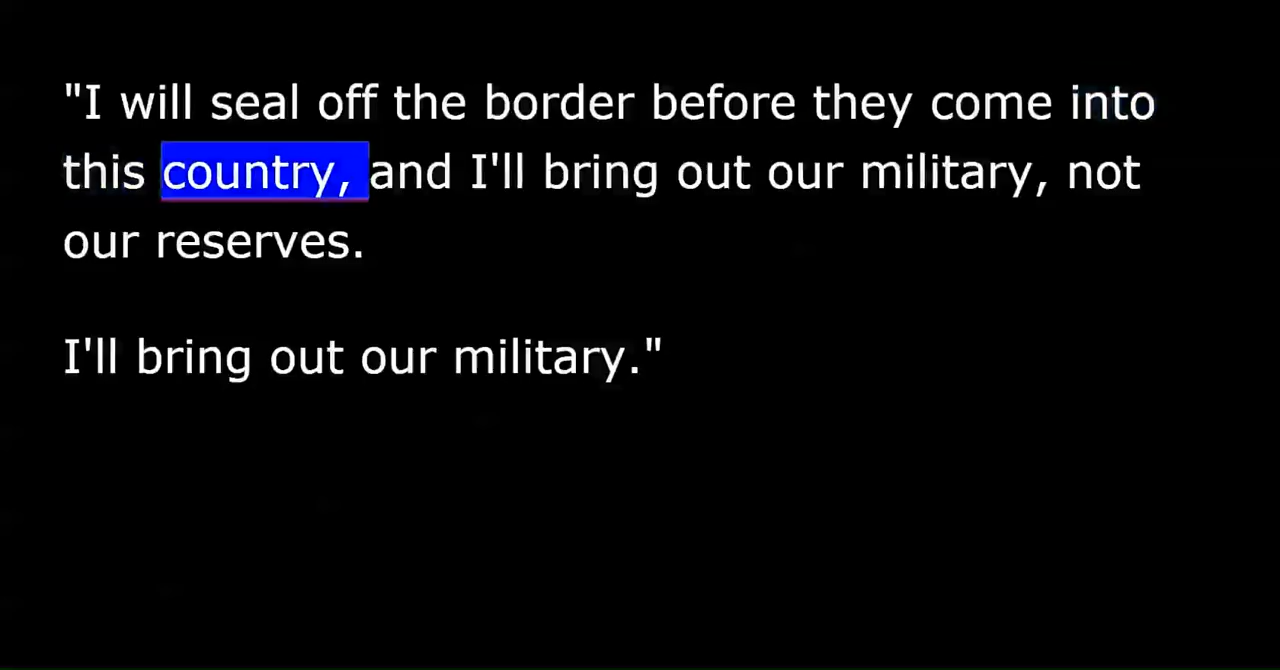 "I will seal off the border before they come into
this country, and I'll bring out our military, not
our reserves.
I'll bring out our military."